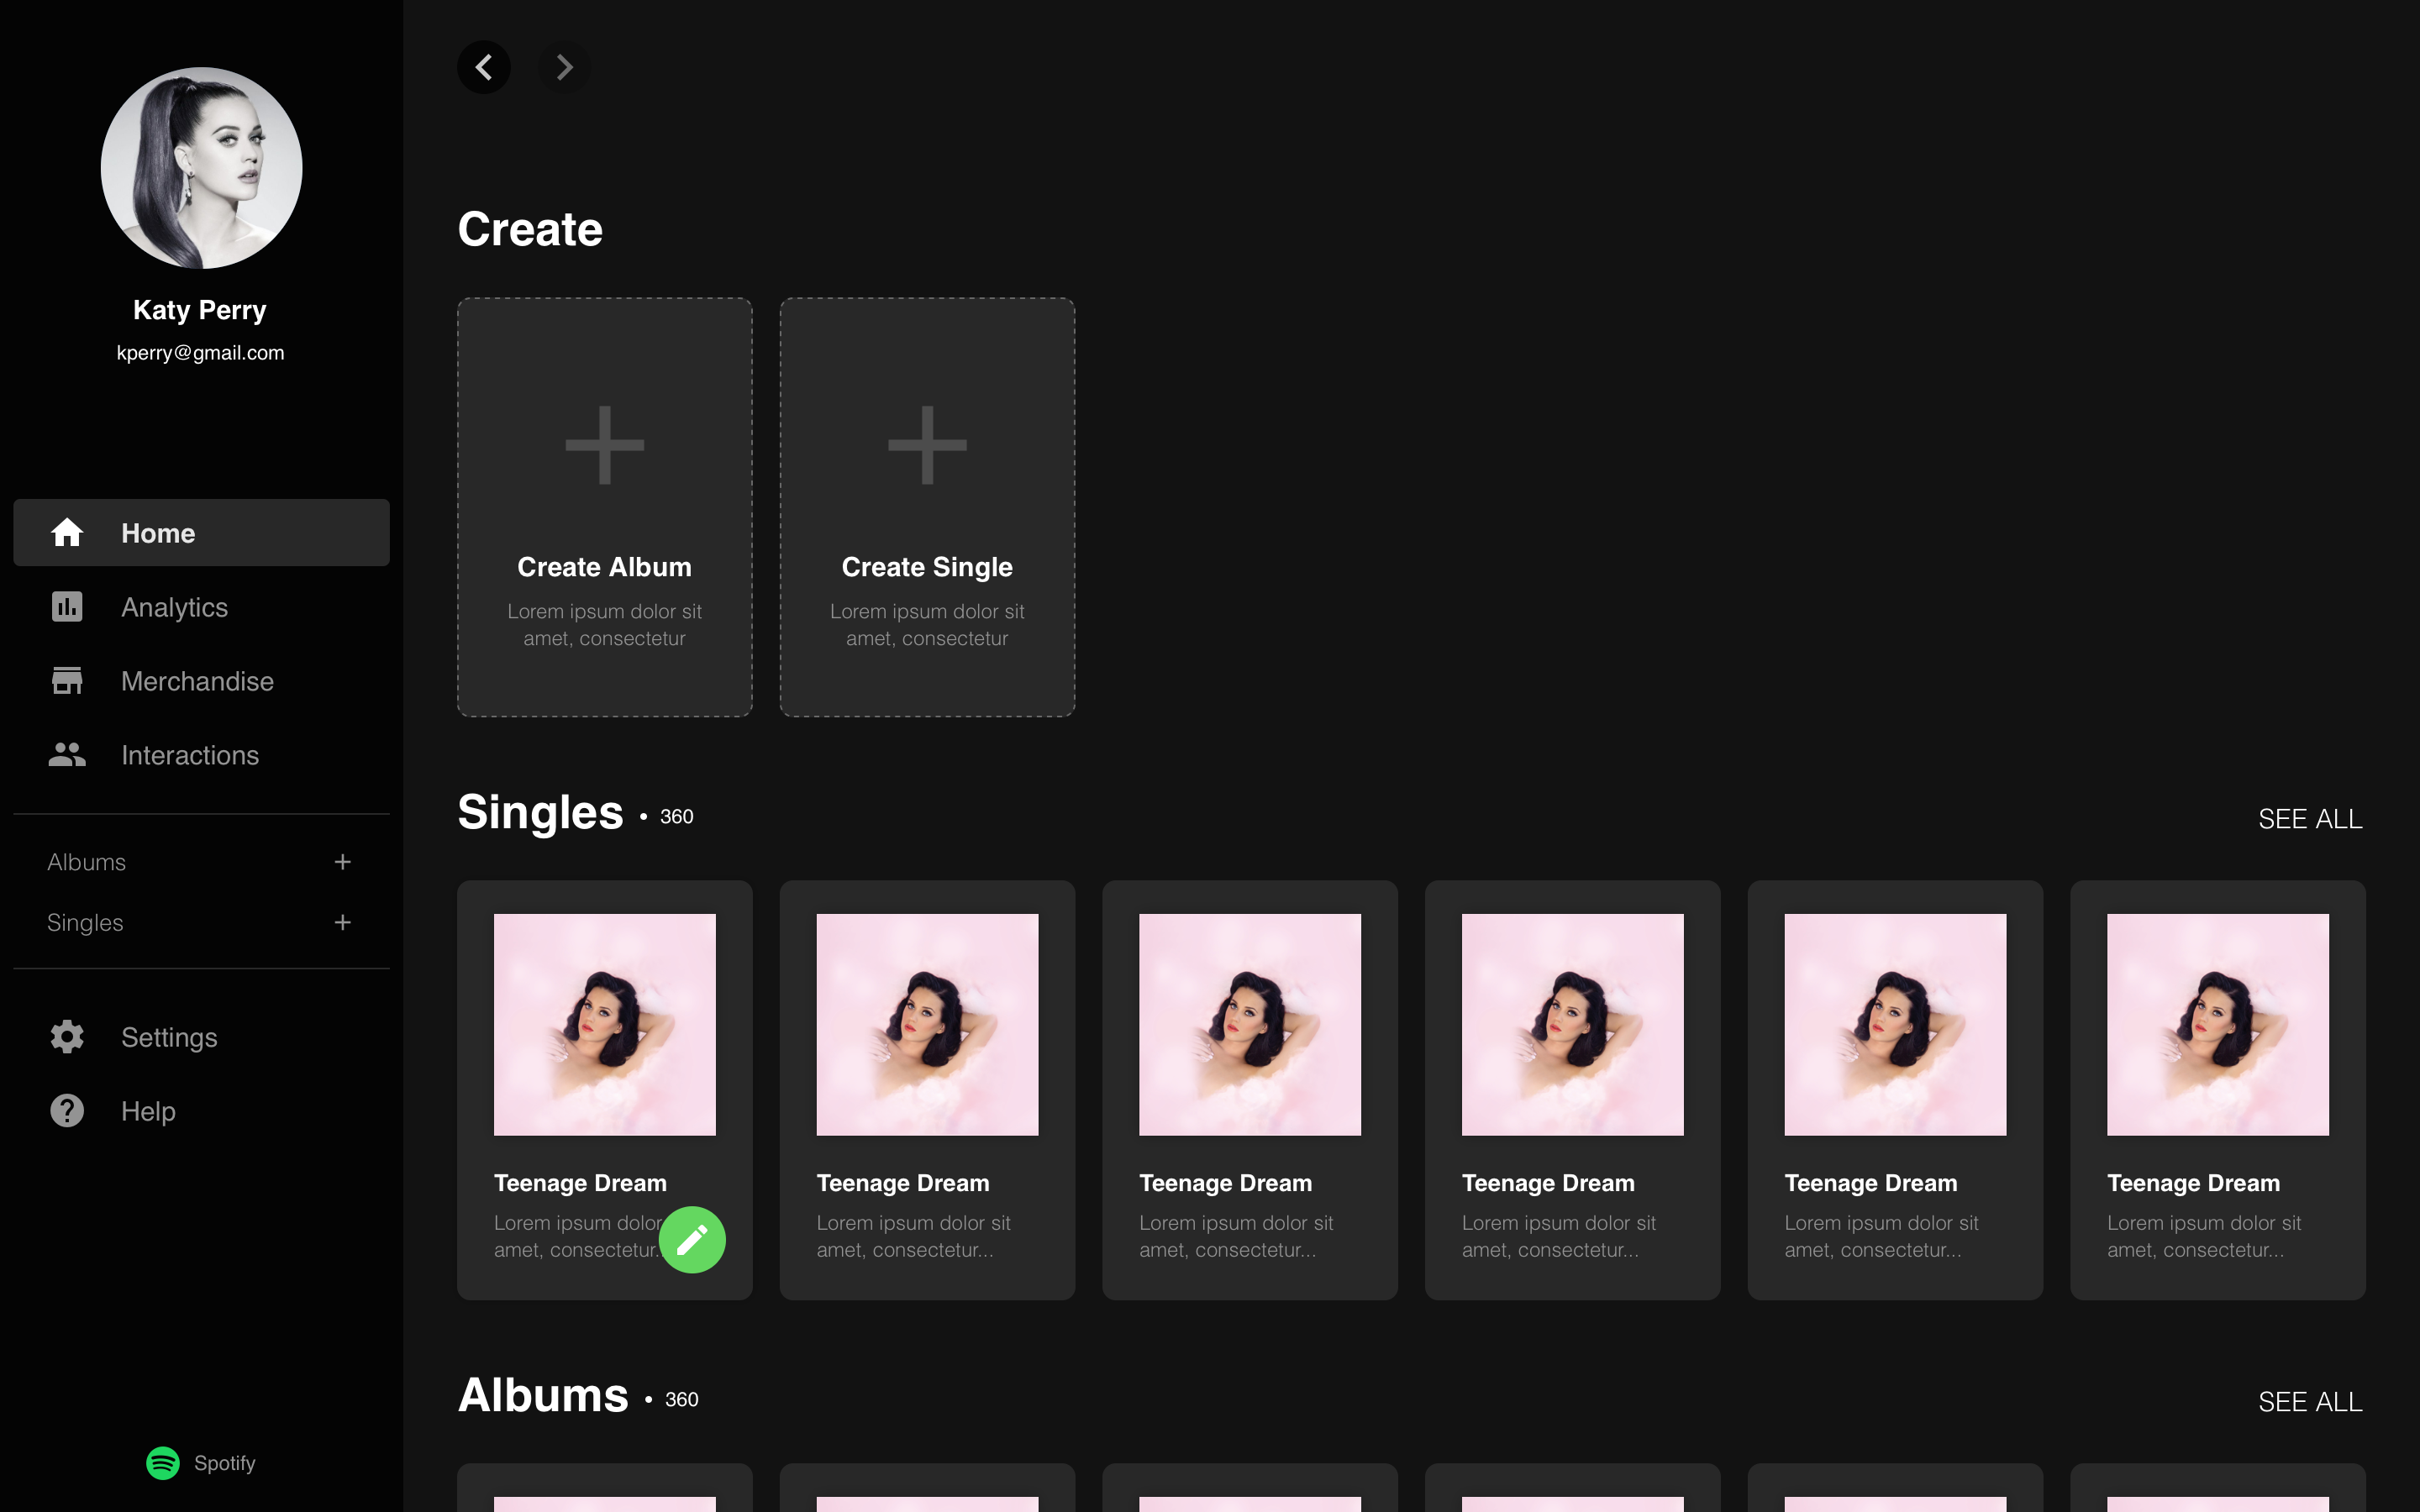 Katy Perry
kperry@gmail.com
Home
Analytics
Merchandise
Interactions
Albums +
Singles +
Settings
Help
Spotify
Create
Create Album
Lorem ipsum dolor sit
amet, consectetur
Create Single
Lorem ipsum dolor sit
amet, consectetur
Singles • 360
SEE ALL
Teenage Dream
Lorem ipsum dolor
amet, consectetur..
Teenage Dream
Lorem ipsum dolor sit
amet, consectetur...
Teenage Dream
Lorem ipsum dolor sit
amet, consectetur...
Teenage Dream
Lorem ipsum dolor sit
amet, consectetur...
Teenage Dream
Lorem ipsum dolor sit
amet, consectetur...
Teenage Dream
Lorem ipsum dolor sit
amet, consectetur...
Albums • 360
SEE ALL